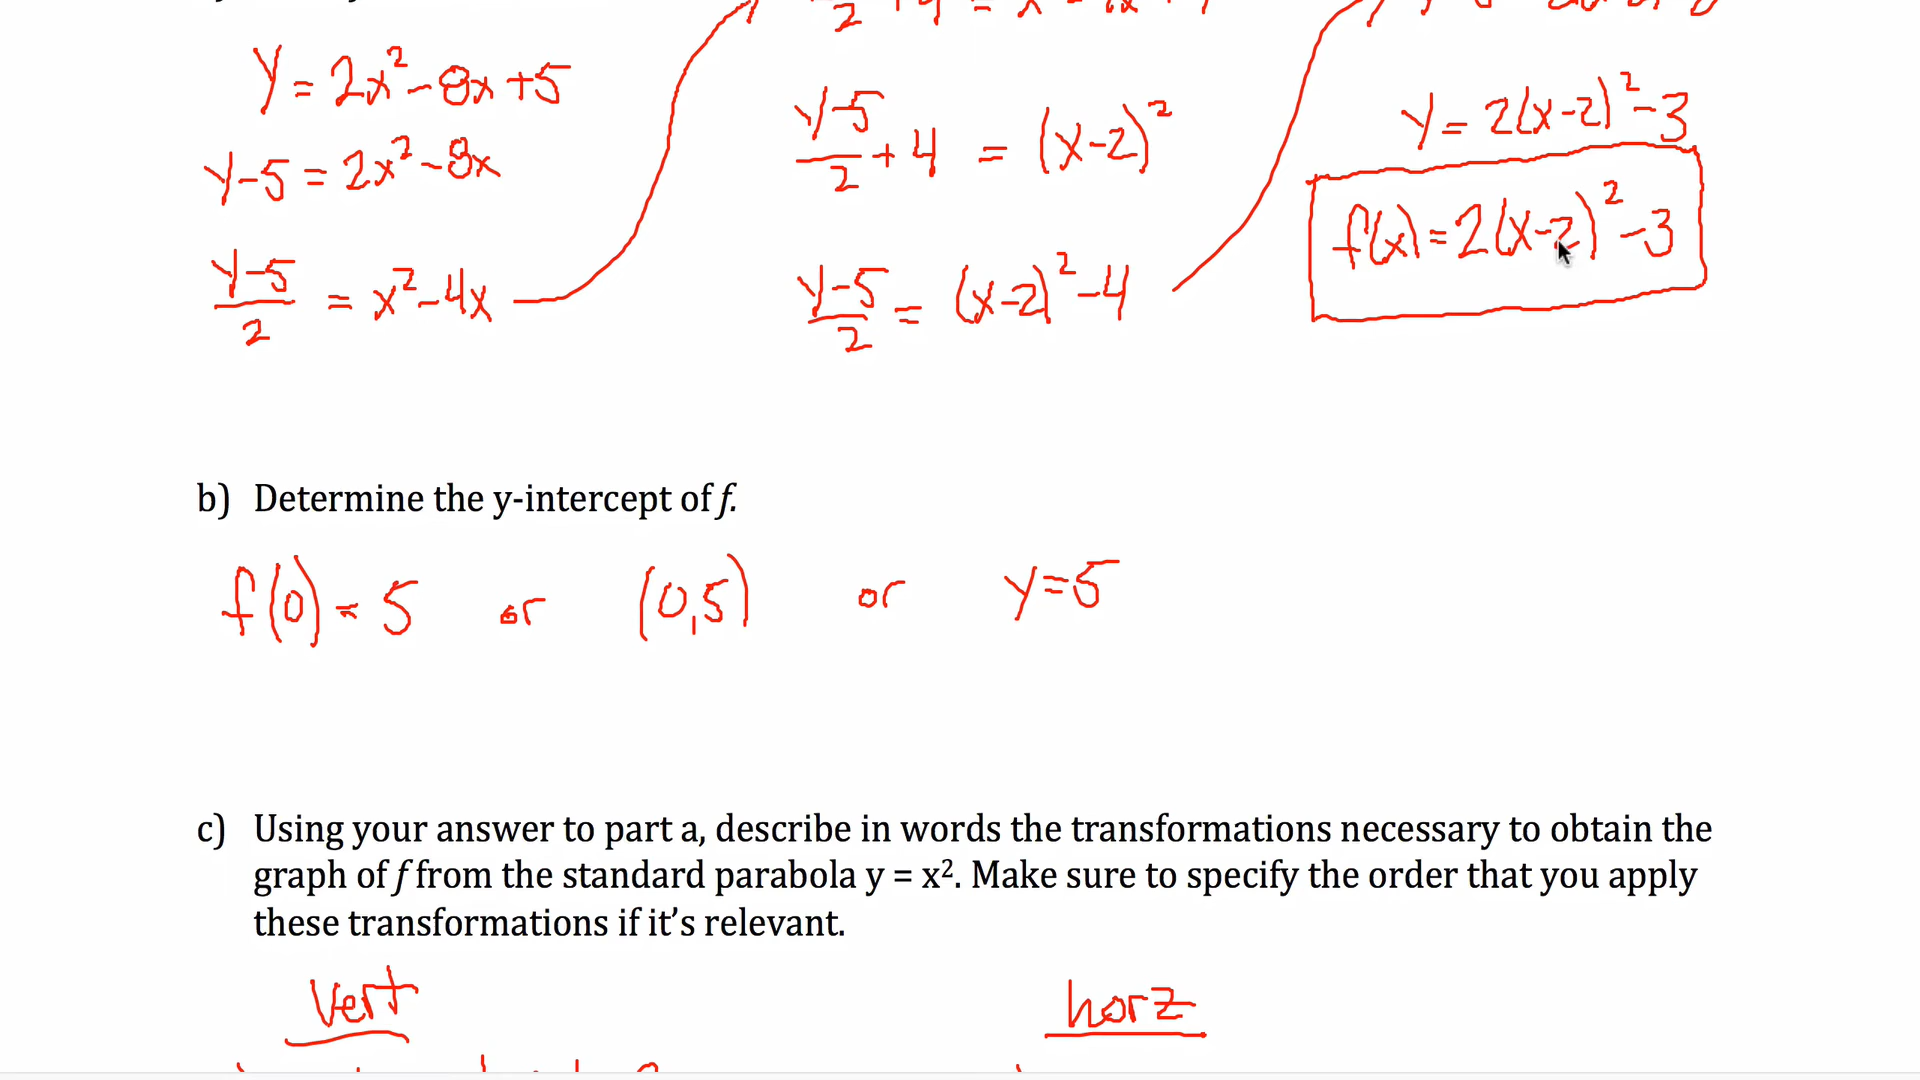 y = 2x² - 8x + 5
y - 5 = 2x² - 8x
(y-5)/2 = x² - 4x
(y-5)/2 + 4 = (x-2)²
(y-5)/2 = (x-2)² - 4
y = 2(x-2)² - 3
f(x) = 2(x-2)² - 3
b) Determine the y-intercept of f.
f(0) = 5 or (0,5) or y = 5
c) Using your answer to part a, describe in words the transformations necessary to obtain the
graph of f from the standard parabola y = x². Make sure to specify the order that you apply
these transformations if it's relevant.
vert
horz